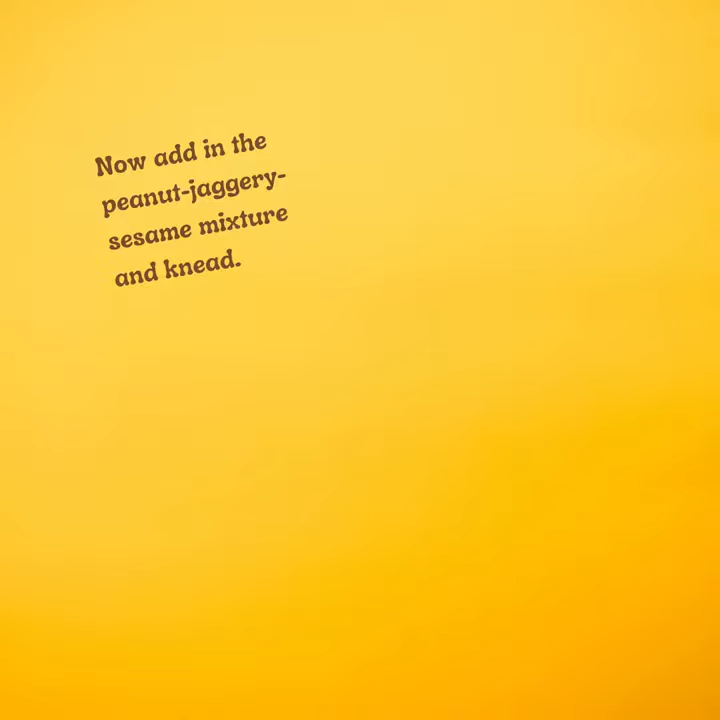 Now add in the
peanut-jaggery-
sesame mixture
and knead.